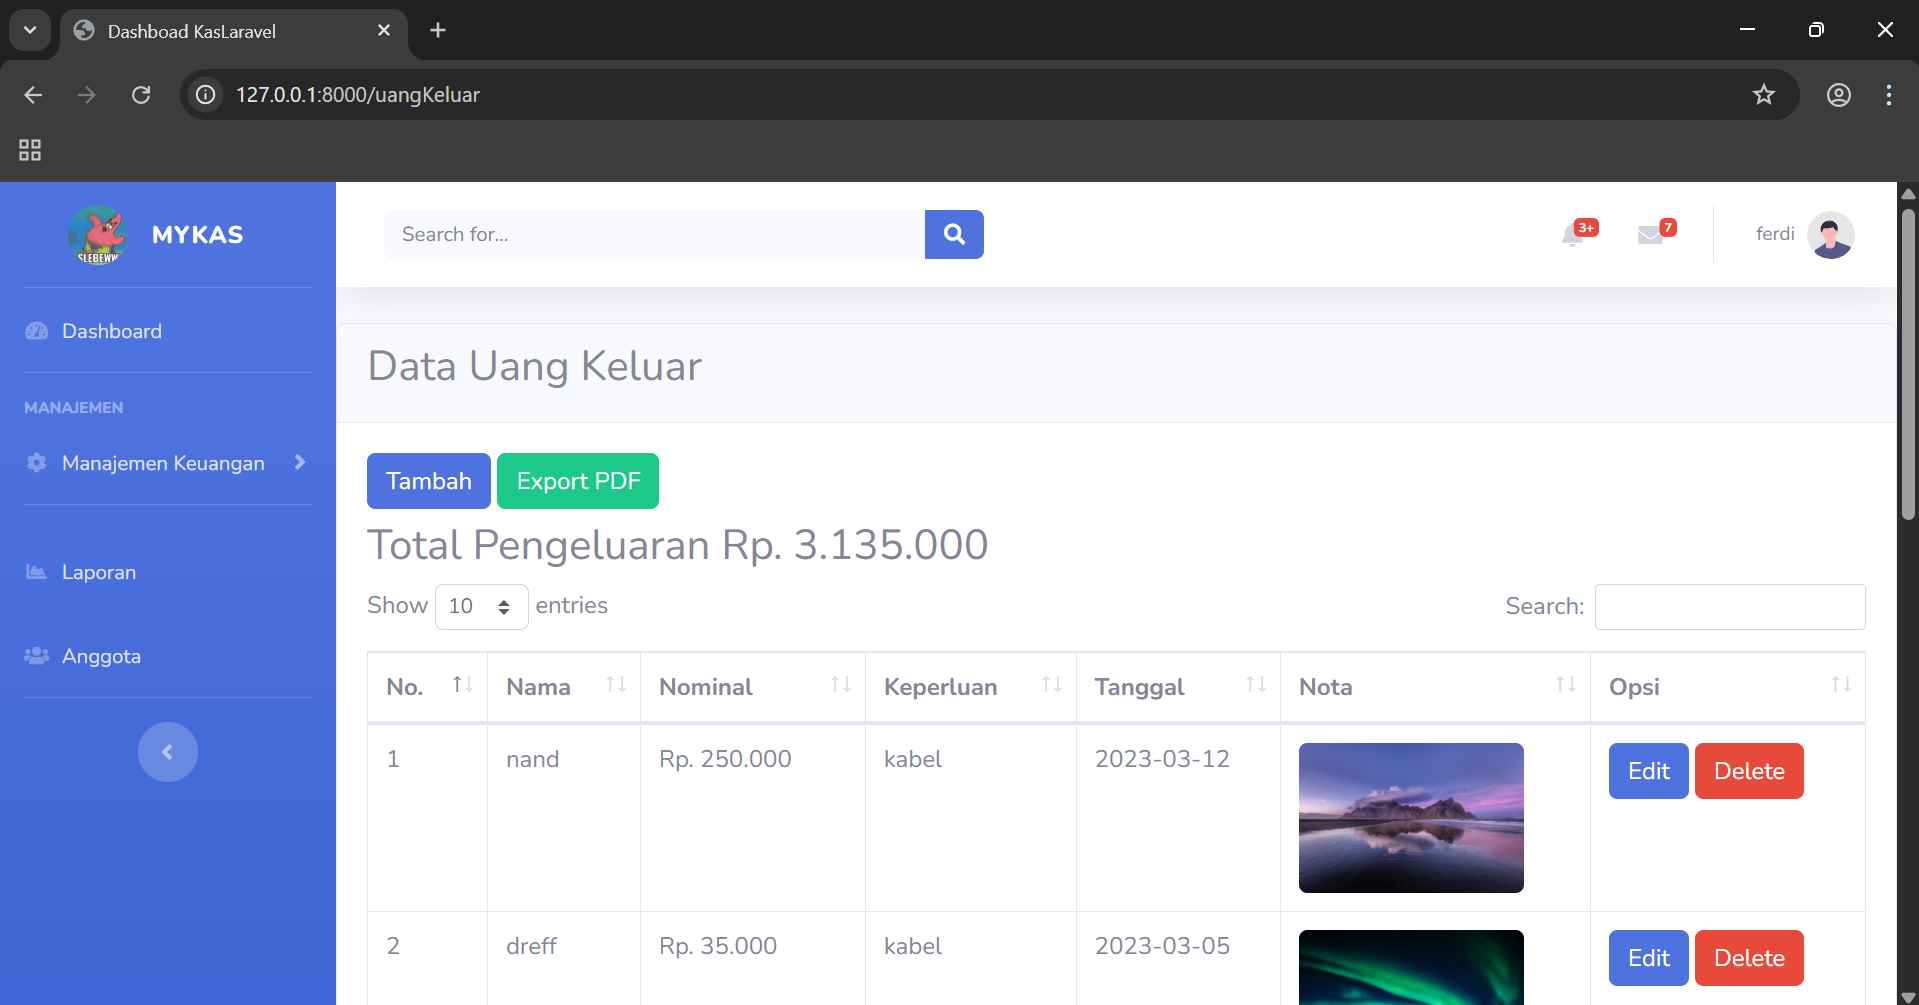 Dashboad KasLaravel
127.0.0.1:8000/uangKeluar
SLEBEWW
MYKAS
Search for...
3+
7
ferdi
Dashboard
MANAJEMEN
Manajemen Keuangan
Laporan
Anggota
Data Uang Keluar
Tambah
Export PDF
Total Pengeluaran Rp. 3.135.000
Show 10 entries
Search:
No. Nama Nominal Keperluan Tanggal Nota Opsi
1 nand Rp. 250.000 kabel 2023-03-12 Edit Delete
2 dreff Rp. 35.000 kabel 2023-03-05 Edit Delete